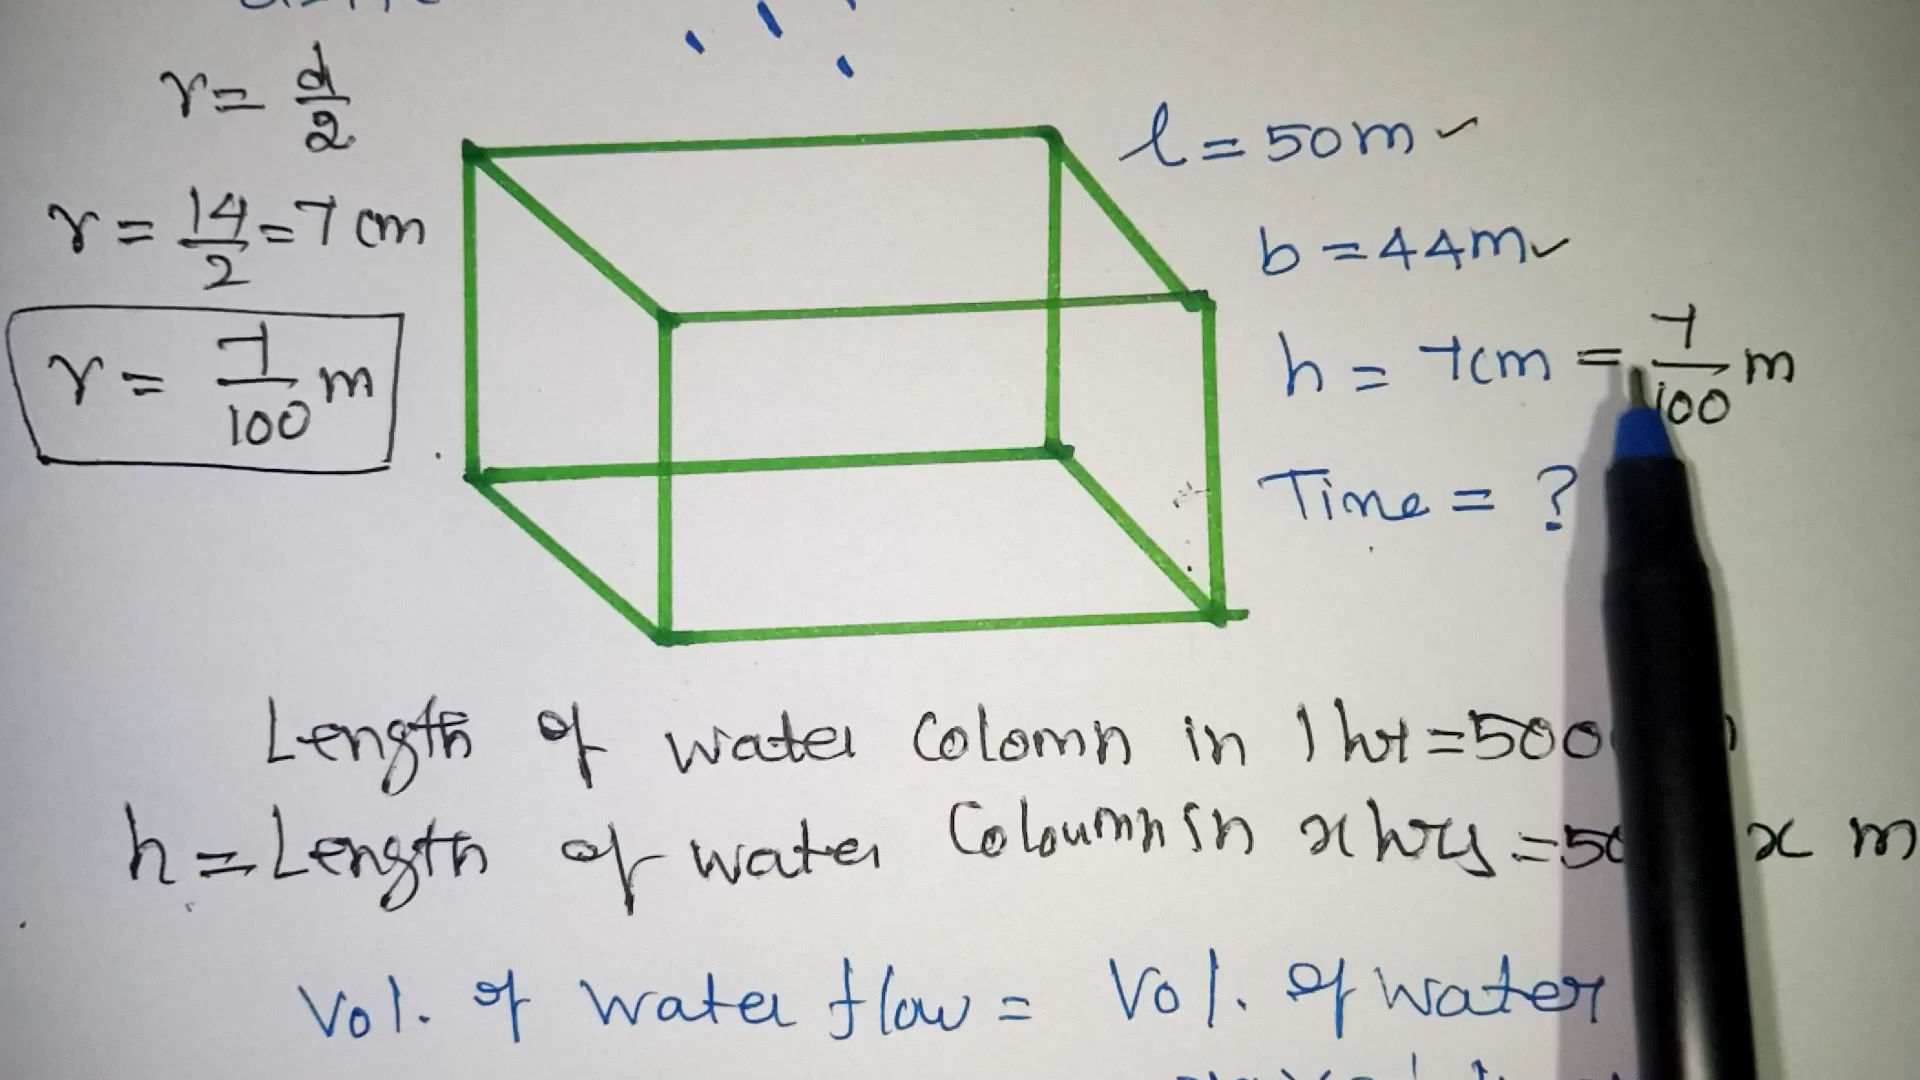 r = d/2
r = 14/2 = 7 cm
r = 7/100 m
l = 50m ✓
b = 44m ✓
h = 7cm = 7/100 m
Time = ?
Length of water Colomn in 1 hr = 500
h = Length of water Coloumn in x hrs = 50 x m
Vol. of water flow = Vol. of water